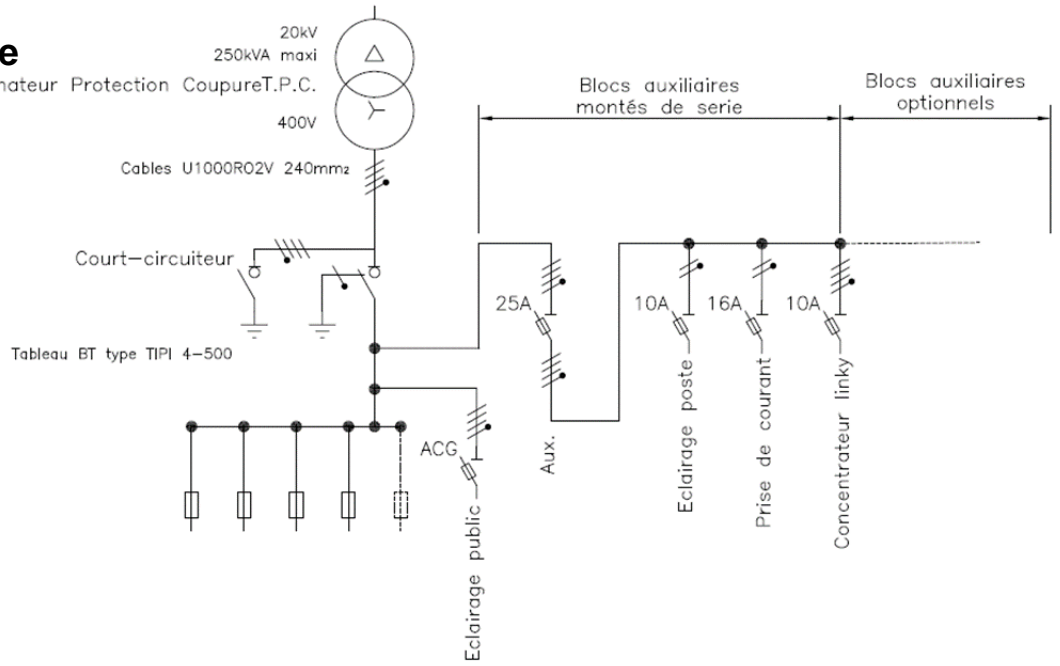 20kV
250kVA maxi
Protection CoupureT.P.C.
400V
Cables U1000RO2V 240mm2
Court-circuiteur
Tableau BT type TIPI 4-500
Blocs auxiliaires
montés de serie
Blocs auxiliaires
optionnels
25A
10A
16A
10A
ACG
Aux.
Eclairage poste
Prise de courant
Concentrateur linky
Eclairage public